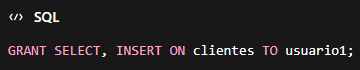 SQL
GRANT SELECT, INSERT ON clientes TO usuario1;